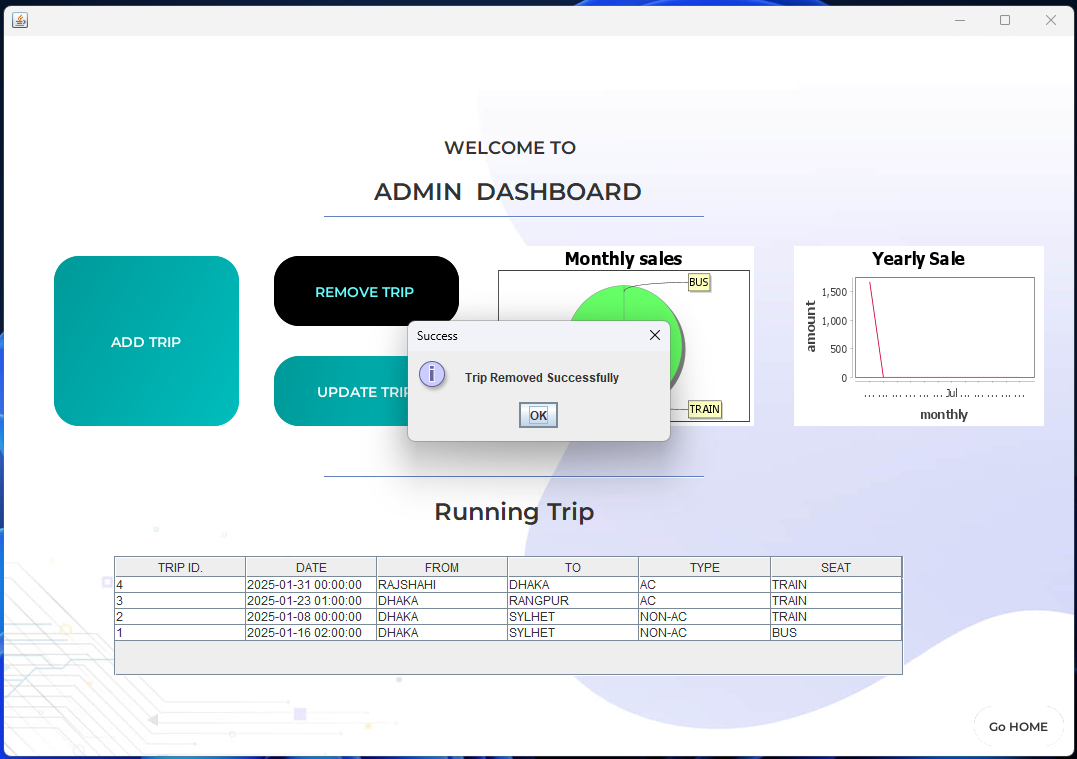 WELCOME TO
ADMIN DASHBOARD
ADD TRIP
REMOVE TRIP
UPDATE TRIP
Monthly sales
BUS
TRAIN
Success
Trip Removed Successfully
OK
Yearly Sale
amount
1,500
1,000
500
0
... ... ... ... ... ... Jul ... ... ... ... ...
monthly
Running Trip
TRIP ID. DATE FROM TO TYPE SEAT
4 2025-01-31 00:00:00 RAJSHAHI DHAKA AC TRAIN
3 2025-01-23 01:00:00 DHAKA RANGPUR AC TRAIN
2 2025-01-08 00:00:00 DHAKA SYLHET NON-AC TRAIN
1 2025-01-16 02:00:00 DHAKA SYLHET NON-AC BUS
Go HOME